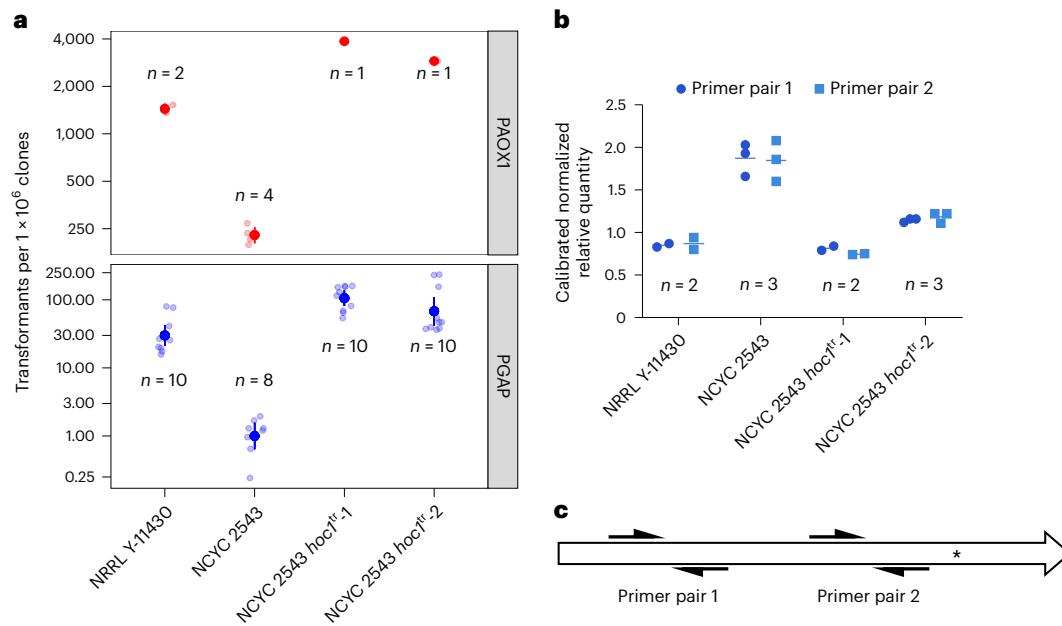 a
Transformants per 1 × 10⁶ clones
4,000
2,000
1,000
500
250
n = 2
n = 4
n = 1
n = 1
PAOX1
250.00
100.00
30.00
10.00
3.00
1.00
0.25
n = 10
n = 8
n = 10
n = 10
PGAP
NRRL Y-11430
NCYC 2543
NCYC 2543 hoc1ᵗʳ-1
NCYC 2543 hoc1ᵗʳ-2
b
Primer pair 1
Primer pair 2
Calibrated normalized
relative quantity
2.5
2.0
1.5
1.0
0.5
0
n = 2
n = 3
n = 2
n = 3
NRRL Y-11430
NCYC 2543
NCYC 2543 hoc1ᵗʳ-1
NCYC 2543 hoc1ᵗʳ-2
c
*
Primer pair 1
Primer pair 2